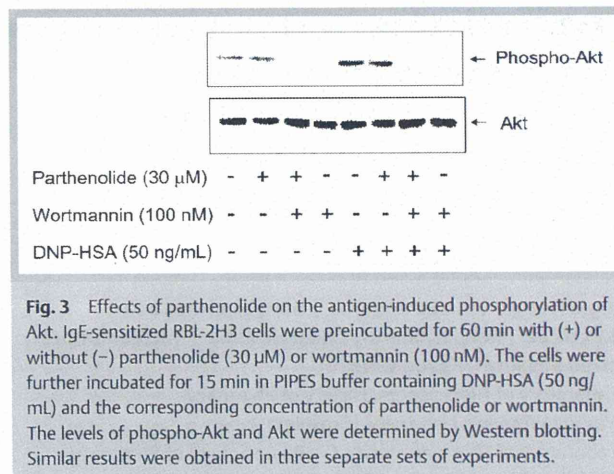 ← Phospho-Akt
← Akt
Parthenolide (30 μM) - + + - - + + -
Wortmannin (100 nM) - - + + - - + +
DNP-HSA (50 ng/mL) - - - - + + + +
Fig. 3 Effects of parthenolide on the antigen-induced phosphorylation of
Akt. IgE-sensitized RBL-2H3 cells were preincubated for 60 min with (+) or
without (−) parthenolide (30 μM) or wortmannin (100 nM). The cells were
further incubated for 15 min in PIPES buffer containing DNP-HSA (50 ng/
mL) and the corresponding concentration of parthenolide or wortmannin.
The levels of phospho-Akt and Akt were determined by Western blotting.
Similar results were obtained in three separate sets of experiments.